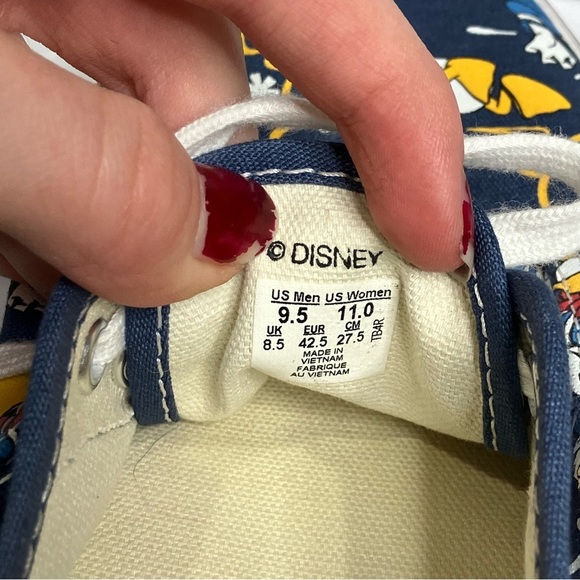 © DISNEY
US Men US Women
9.5 11.0
UK EUR CM
8.5 42.5 27.5
MADE IN
VIETNAM
FABRIQUE
AU VIETNAM
TB4R